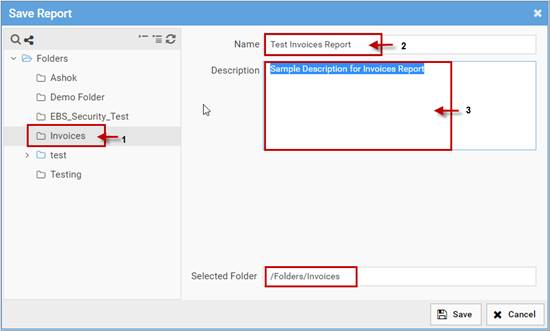 Save Report
Name
Test Invoices Report
2
Folders
Description
Sample Description for Invoices Report
Ashok
Demo Folder
EBS_Security_Test
3
Invoices
1
test
Testing
Selected Folder
/Folders/Invoices
Save
Cancel